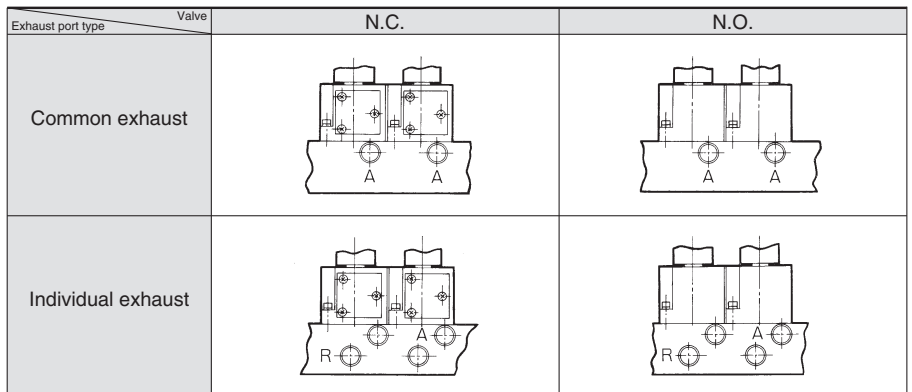 Valve
Exhaust port type
N.C.
N.O.
Common exhaust
A A
A A
Individual exhaust
A
R
A
R